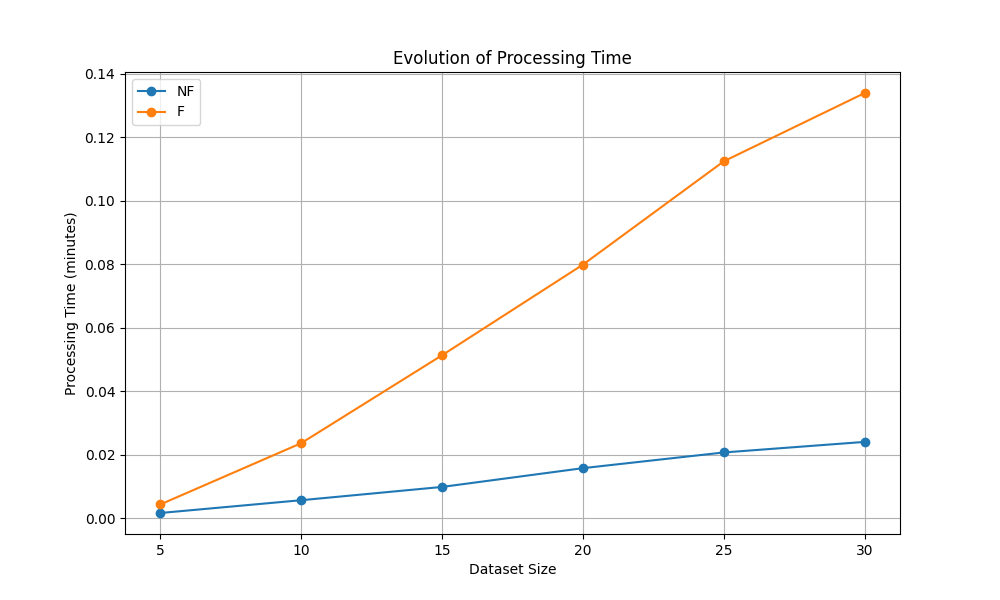 Evolution of Processing Time
NF
F
Processing Time (minutes)
0.14
0.12
0.10
0.08
0.06
0.04
0.02
0.00
5 10 15 20 25 30
Dataset Size